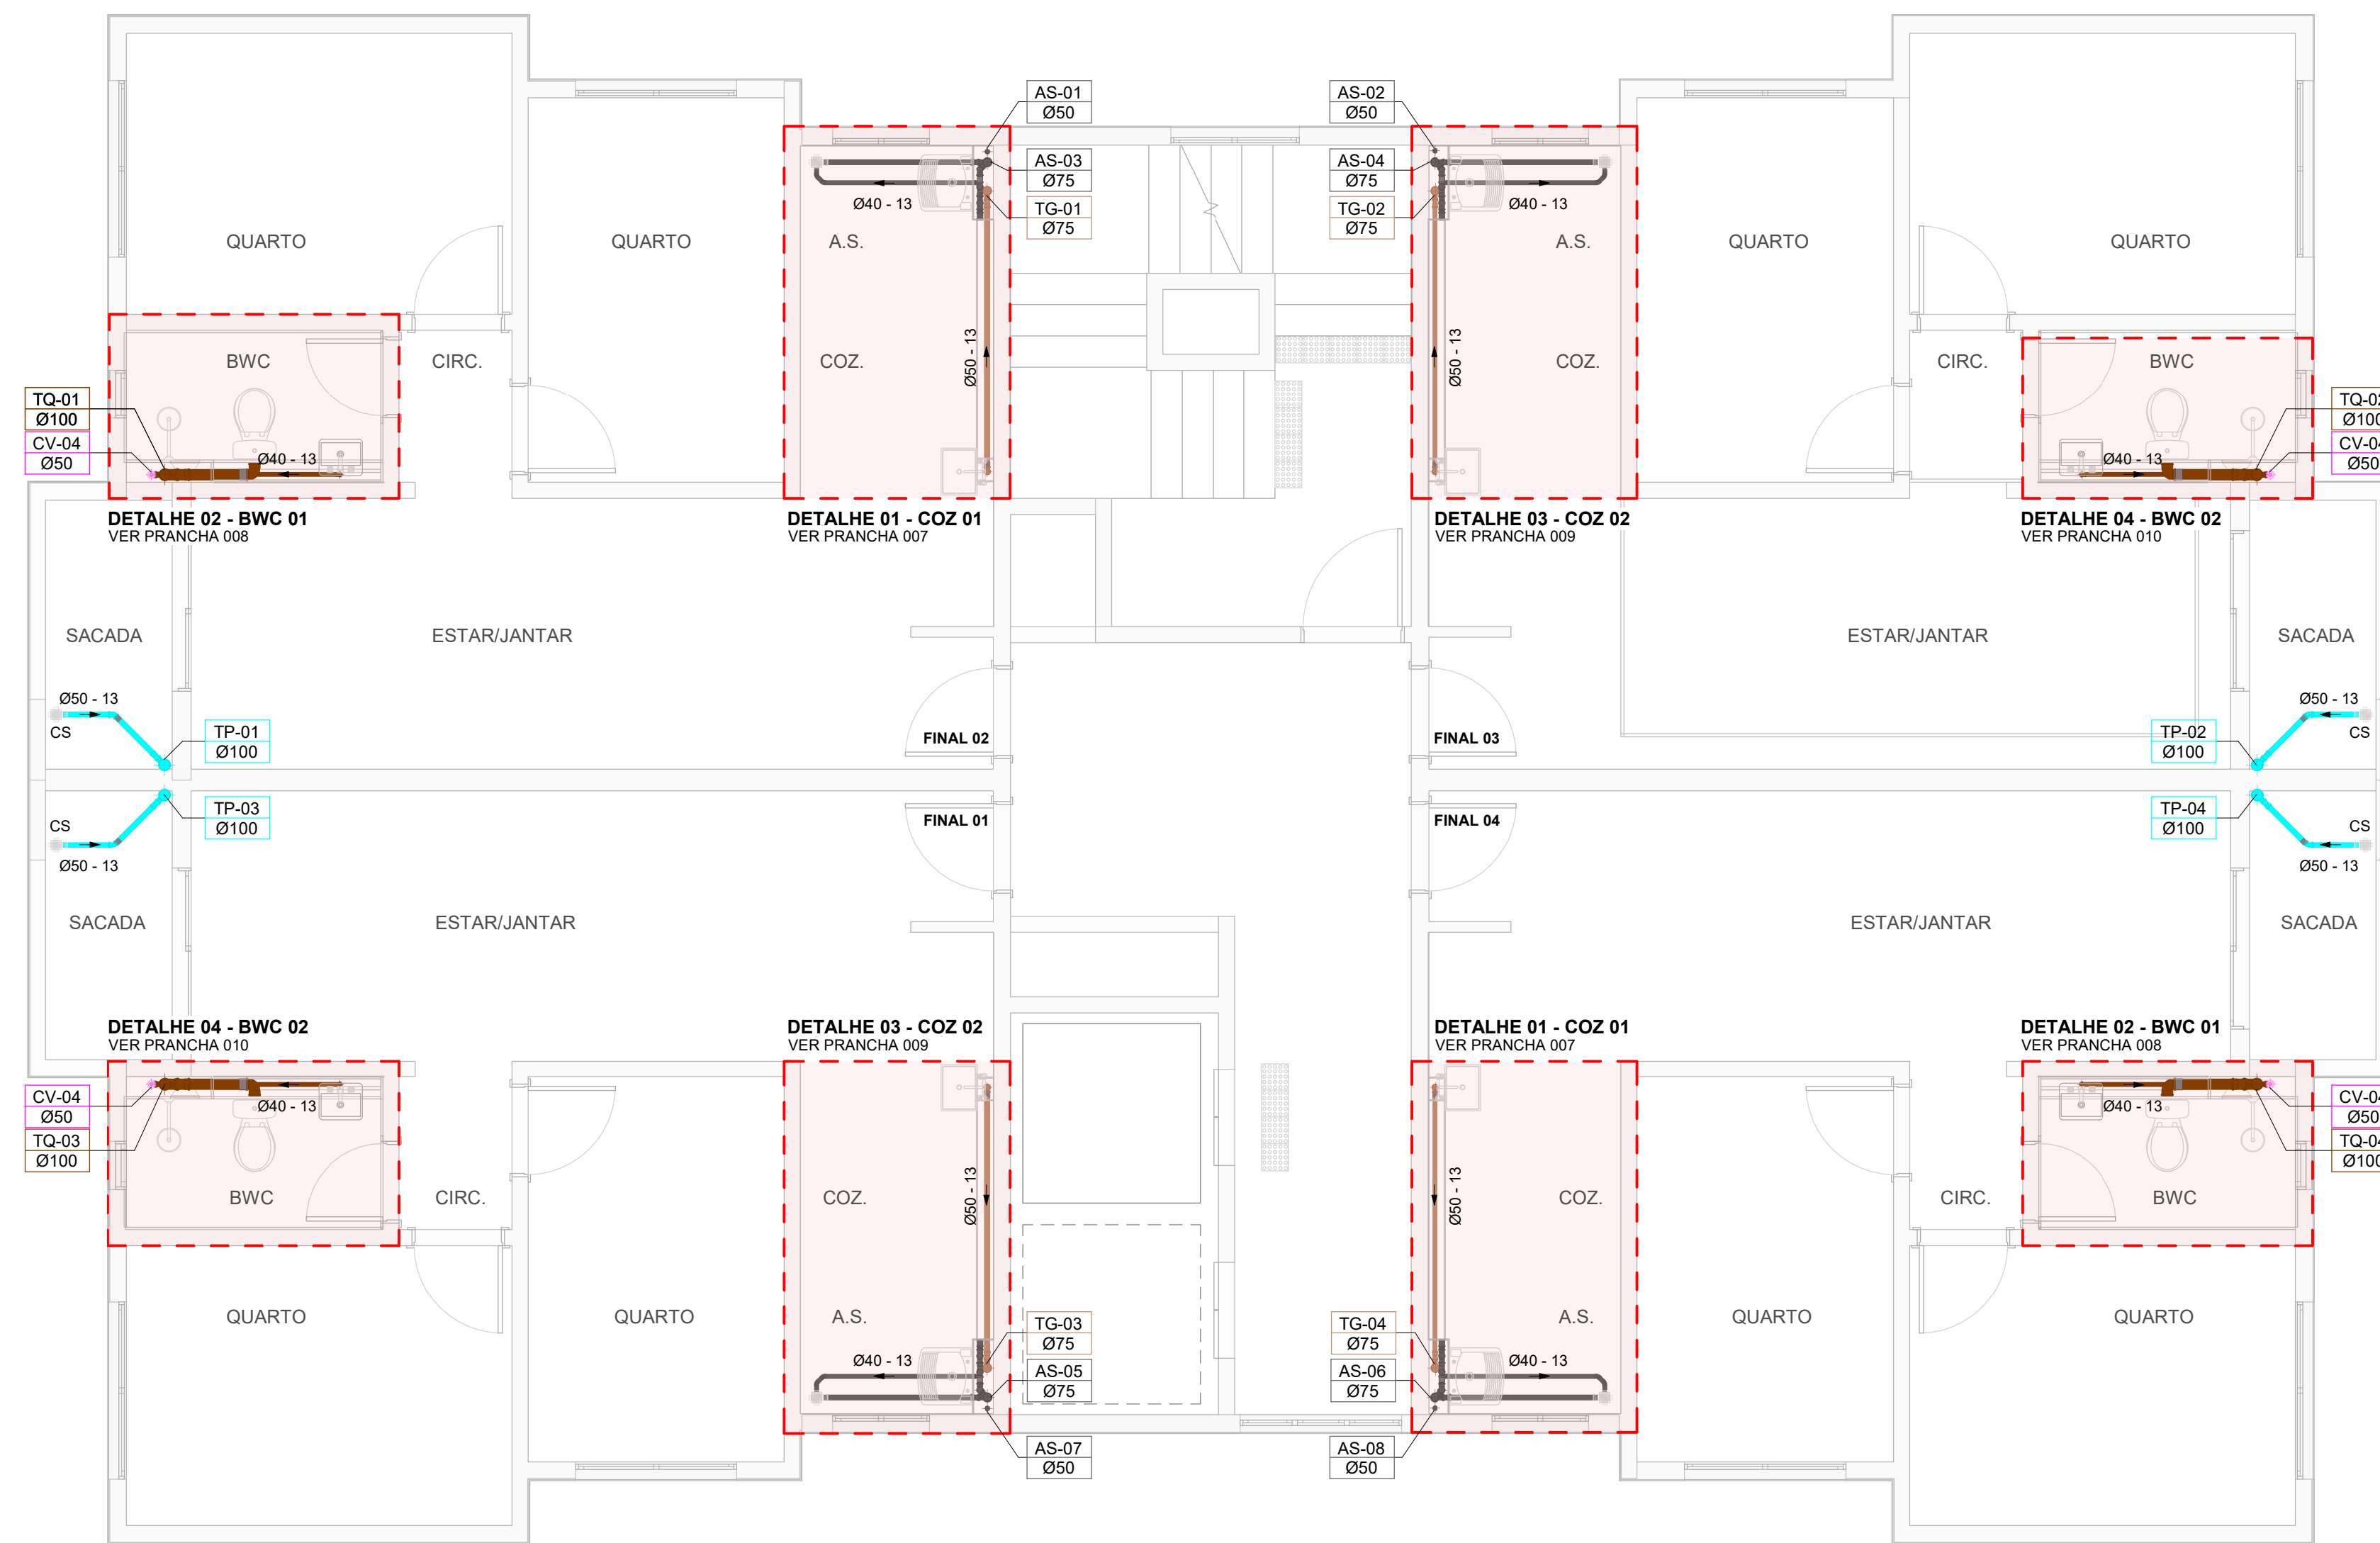 AS-01
Ø50
AS-02
Ø50
AS-03
Ø75
AS-04
Ø75
TG-01
Ø75
TG-02
Ø75
Ø40 - 13
Ø40 - 13
QUARTO
QUARTO
A.S.
A.S.
QUARTO
QUARTO
Ø50 - 13
Ø50 - 13
BWC
CIRC.
COZ.
COZ.
CIRC.
BWC
TQ-01
Ø100
CV-04
Ø50
Ø40 - 13
Ø40 - 13
DETALHE 02 - BWC 01
VER PRANCHA 008
DETALHE 01 - COZ 01
VER PRANCHA 007
DETALHE 03 - COZ 02
VER PRANCHA 009
DETALHE 04 - BWC 02
VER PRANCHA 010
SACADA
ESTAR/JANTAR
ESTAR/JANTAR
SACADA
Ø50 - 13
CS
TP-01
Ø100
FINAL 02
FINAL 03
TP-02
Ø100
Ø50 - 13
CS
CS
Ø50 - 13
TP-03
Ø100
FINAL 01
FINAL 04
TP-04
Ø100
CS
Ø50 - 13
SACADA
ESTAR/JANTAR
ESTAR/JANTAR
SACADA
DETALHE 04 - BWC 02
VER PRANCHA 010
DETALHE 03 - COZ 02
VER PRANCHA 009
DETALHE 01 - COZ 01
VER PRANCHA 007
DETALHE 02 - BWC 01
VER PRANCHA 008
CV-04
Ø50
TQ-03
Ø100
Ø40 - 13
Ø40 - 13
Ø50
BWC
CIRC.
COZ.
Ø50 - 13
Ø50 - 13
COZ.
CIRC.
BWC
QUARTO
QUARTO
A.S.
TG-03
Ø75
TG-04
Ø75
A.S.
QUARTO
QUARTO
Ø40 - 13
Ø40 - 13
AS-05
Ø75
AS-06
Ø75
AS-07
Ø50
AS-08
Ø50